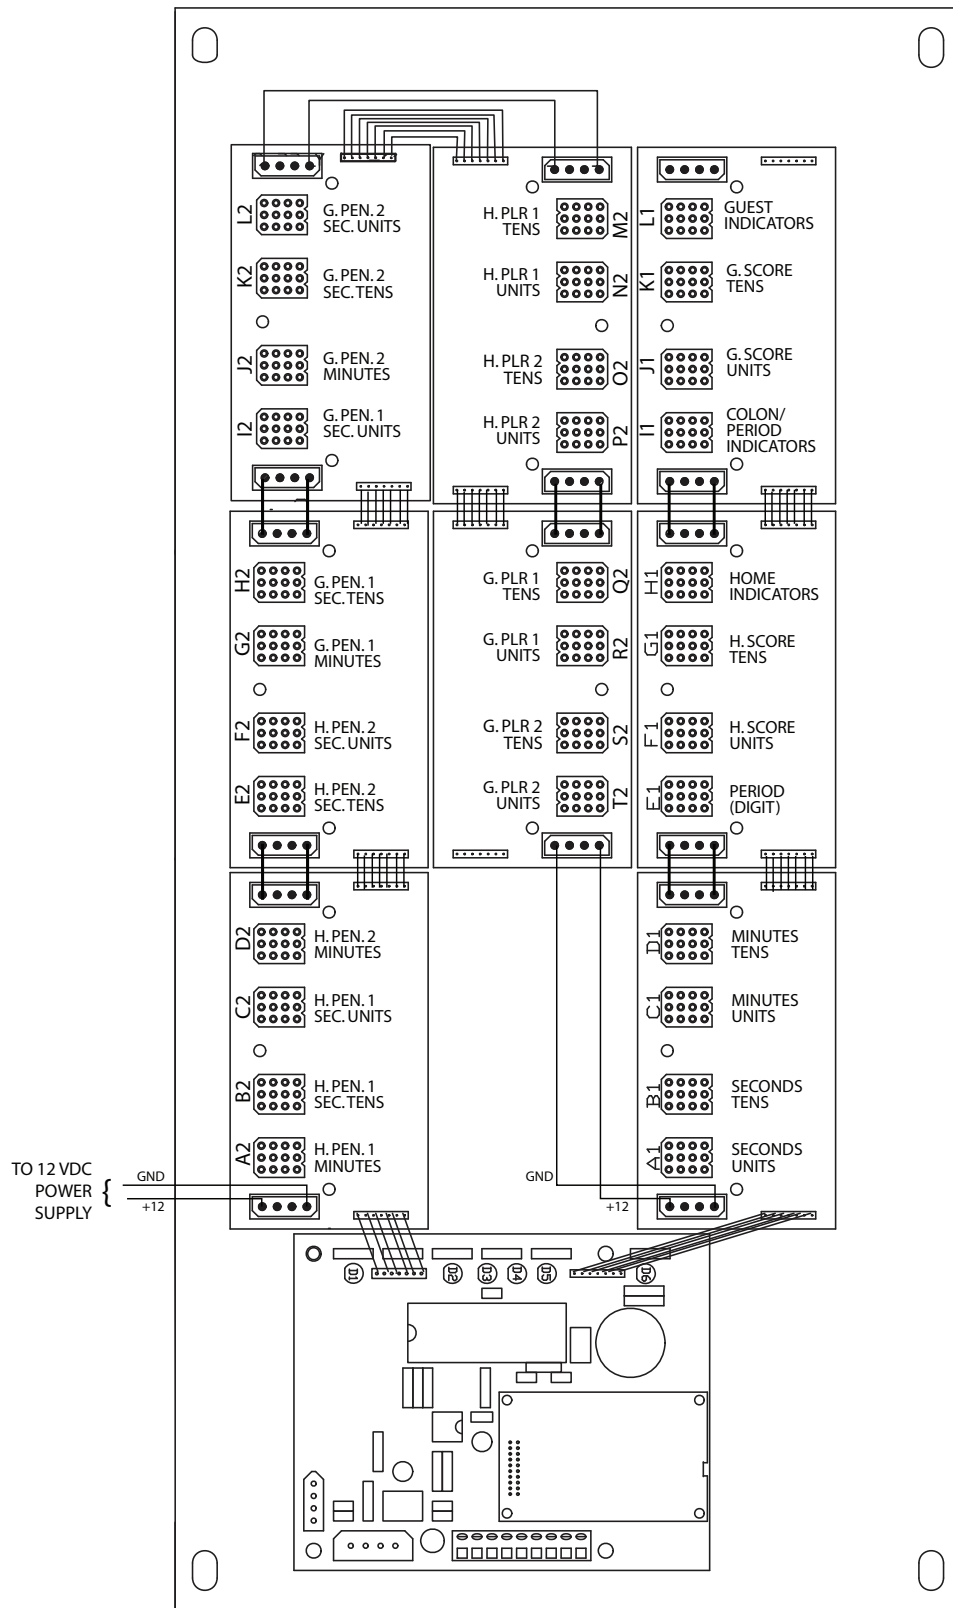 L2
G. PEN. 2
SEC. UNITS
K2
G. PEN. 2
SEC. TENS
J2
G. PEN. 2
MINUTES
I2
G. PEN. 1
SEC. UNITS
H. PLR 1
TENS
M2
H. PLR 1
UNITS
N2
H. PLR 2
TENS
O2
H. PLR 2
UNITS
P2
L1
GUEST
INDICATORS
K1
G. SCORE
TENS
J1
G. SCORE
UNITS
I1
COLON/
PERIOD
INDICATORS
H2
G. PEN. 1
SEC. TENS
G2
G. PEN. 1
MINUTES
F2
H. PEN. 2
SEC. UNITS
E2
H. PEN. 2
SEC. TENS
G. PLR 1
TENS
Q2
G. PLR 1
UNITS
R2
G. PLR 2
TENS
S2
G. PLR 2
UNITS
T2
H1
HOME
INDICATORS
G1
H. SCORE
TENS
F1
H. SCORE
UNITS
E1
PERIOD
(DIGIT)
D2
H. PEN. 2
MINUTES
C2
H. PEN. 1
SEC. UNITS
B2
H. PEN. 1
SEC. TENS
A2
H. PEN. 1
MINUTES
D1
MINUTES
TENS
C1
MINUTES
UNITS
B1
SECONDS
TENS
A1
SECONDS
UNITS
TO 12 VDC
POWER {
SUPPLY
GND
+12
GND
+12
D1
D2
D3
D4
D5
D6